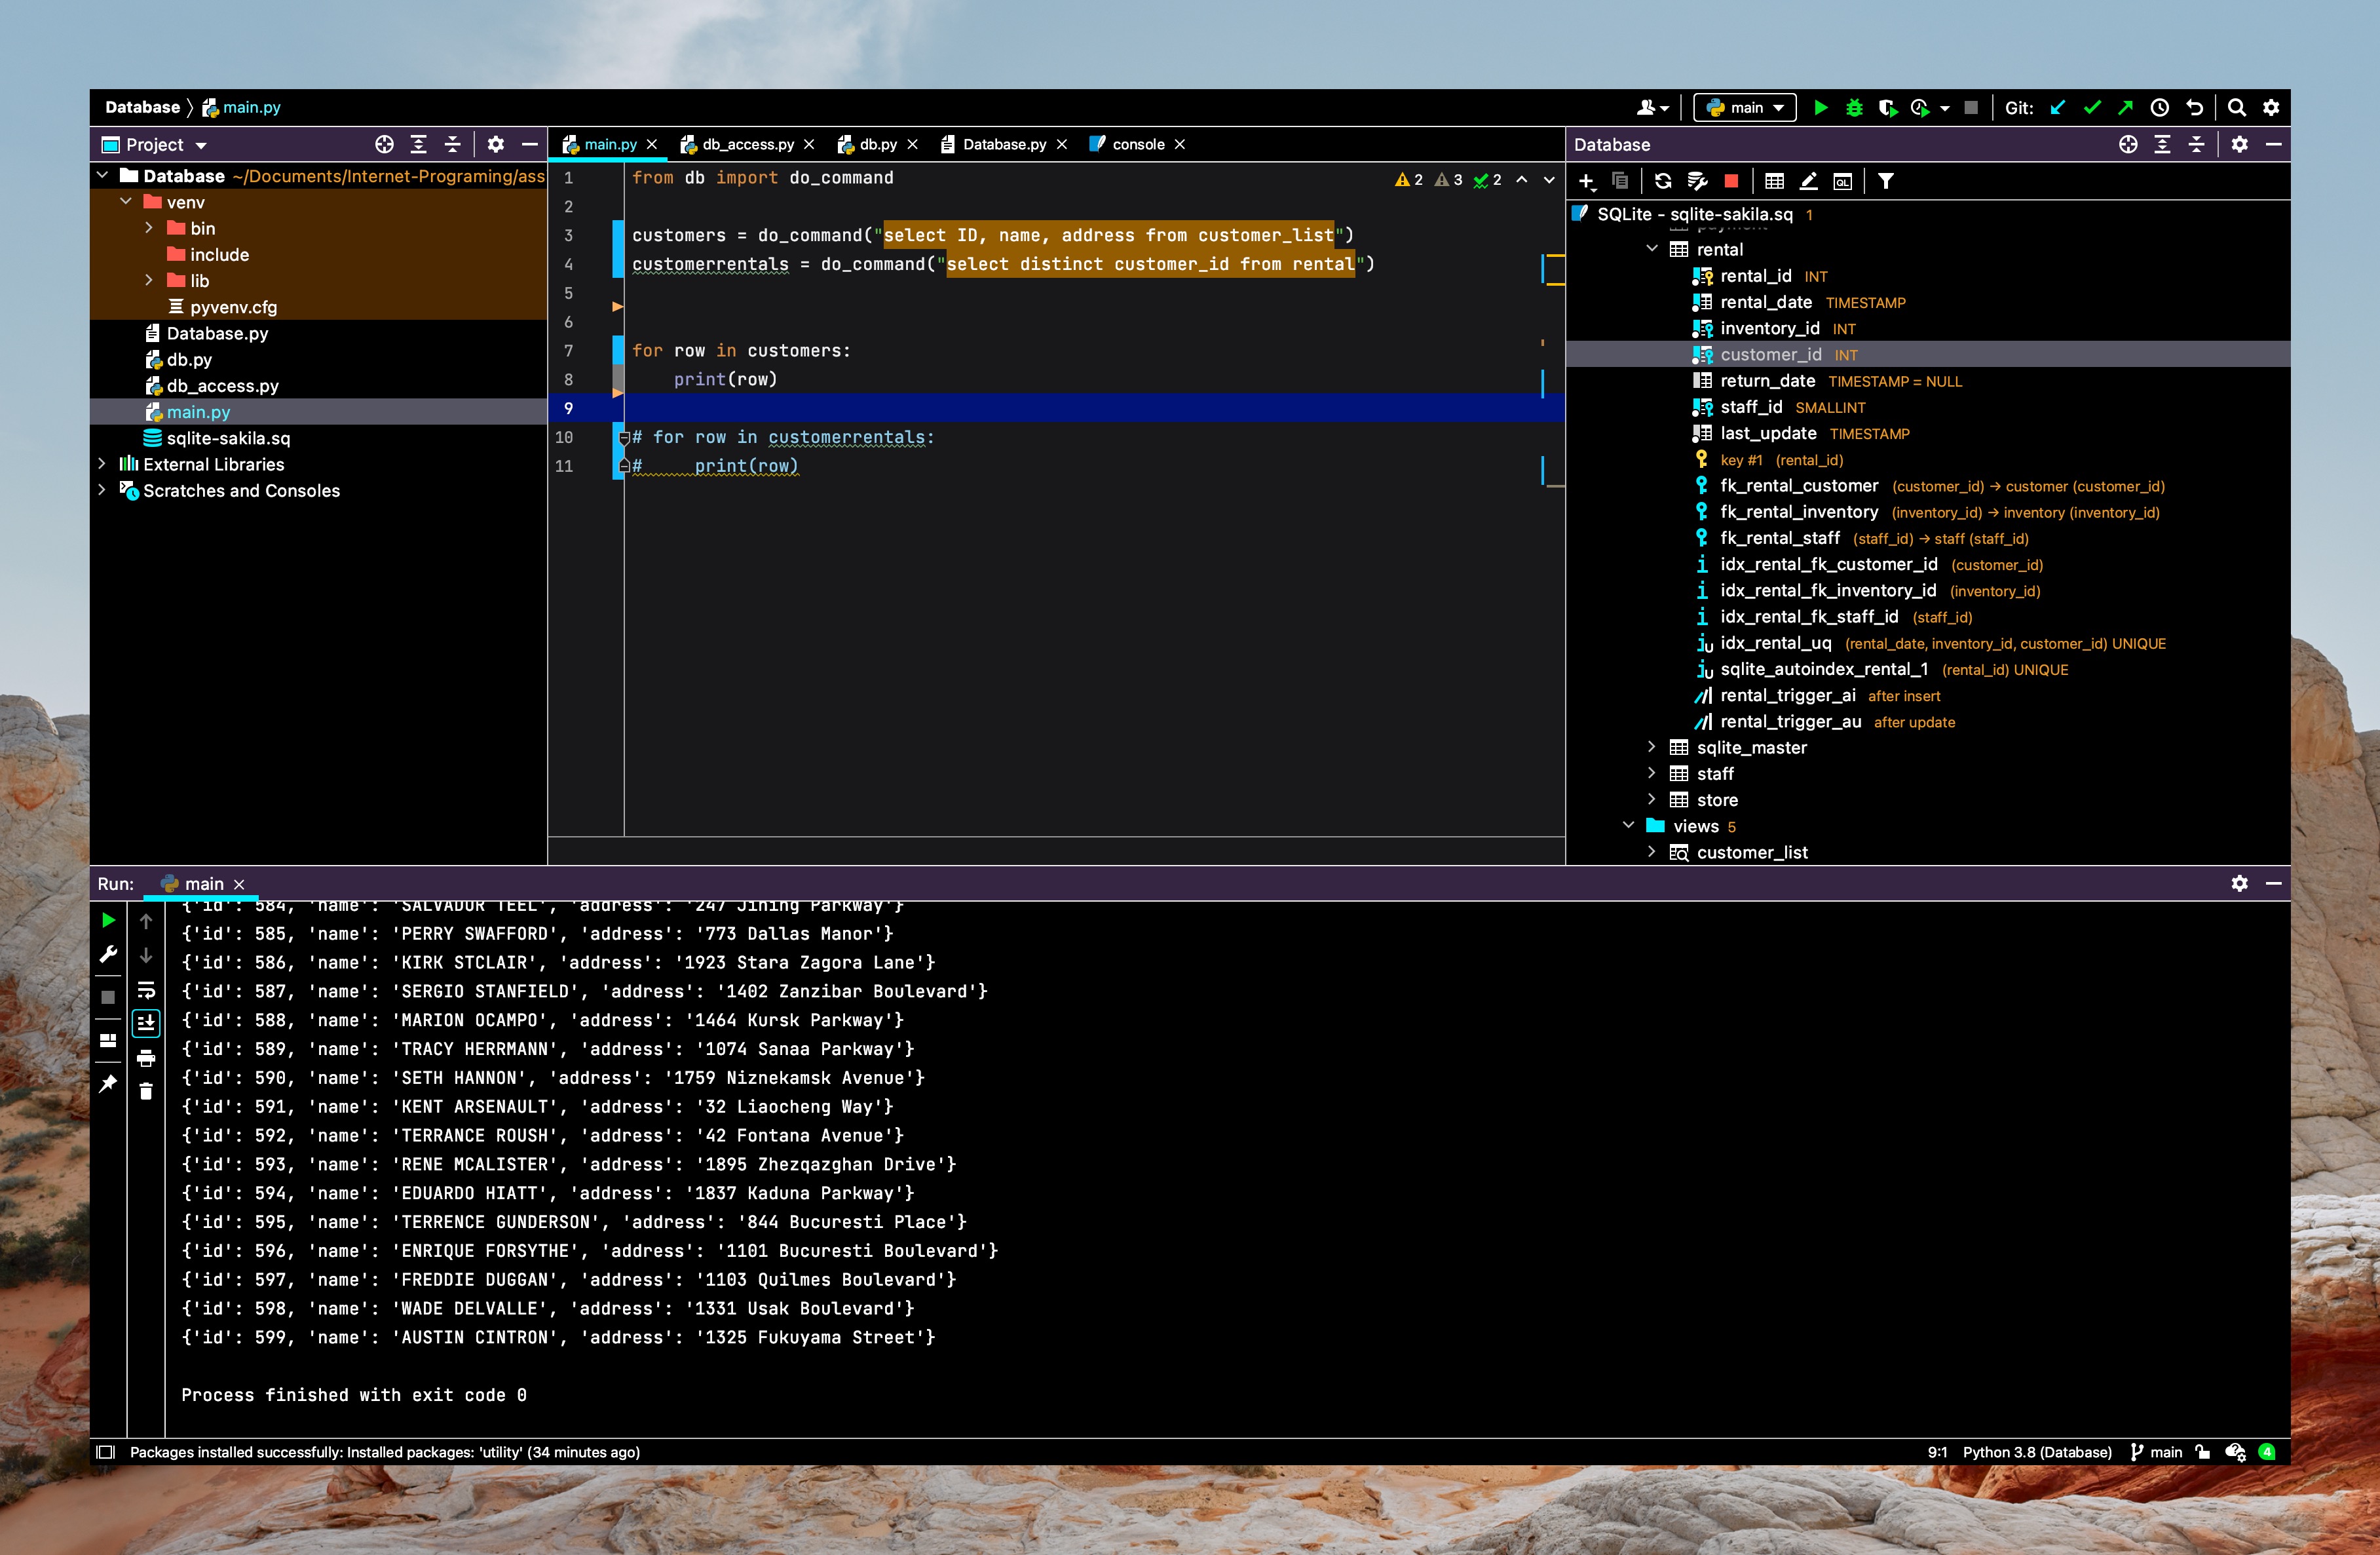 Database 〉 main.py
main
Git:
Project
Database ~/Documents/Internet-Programing/ass
venv
bin
include
lib
pyvenv.cfg
Database.py
db.py
db_access.py
main.py
sqlite-sakila.sq
External Libraries
Scratches and Consoles
main.py
db_access.py
db.py
Database.py
console
2 3 2
1 from db import do_command
2
3 customers = do_command("select ID, name, address from customer_list")
4 customerrentals = do_command("select distinct customer_id from rental")
5
6
7 for row in customers:
8 print(row)
9
10 # for row in customerrentals:
11 # print(row)
Database
QL
SQLite - sqlite-sakila.sq 1
payment
rental
rental_id INT
rental_date TIMESTAMP
inventory_id INT
customer_id INT
return_date TIMESTAMP = NULL
staff_id SMALLINT
last_update TIMESTAMP
key #1 (rental_id)
fk_rental_customer (customer_id) → customer (customer_id)
fk_rental_inventory (inventory_id) → inventory (inventory_id)
fk_rental_staff (staff_id) → staff (staff_id)
idx_rental_fk_customer_id (customer_id)
idx_rental_fk_inventory_id (inventory_id)
idx_rental_fk_staff_id (staff_id)
idx_rental_uq (rental_date, inventory_id, customer_id) UNIQUE
sqlite_autoindex_rental_1 (rental_id) UNIQUE
rental_trigger_ai after insert
rental_trigger_au after update
sqlite_master
staff
store
views 5
customer_list
Run: main
{'id': 584, 'name': 'SALVADOR TEEL', 'address': '247 Jining Parkway'}
{'id': 585, 'name': 'PERRY SWAFFORD', 'address': '773 Dallas Manor'}
{'id': 586, 'name': 'KIRK STCLAIR', 'address': '1923 Stara Zagora Lane'}
{'id': 587, 'name': 'SERGIO STANFIELD', 'address': '1402 Zanzibar Boulevard'}
{'id': 588, 'name': 'MARION OCAMPO', 'address': '1464 Kursk Parkway'}
{'id': 589, 'name': 'TRACY HERRMANN', 'address': '1074 Sanaa Parkway'}
{'id': 590, 'name': 'SETH HANNON', 'address': '1759 Niznekamsk Avenue'}
{'id': 591, 'name': 'KENT ARSENAULT', 'address': '32 Liaocheng Way'}
{'id': 592, 'name': 'TERRANCE ROUSH', 'address': '42 Fontana Avenue'}
{'id': 593, 'name': 'RENE MCALISTER', 'address': '1895 Zhezqazghan Drive'}
{'id': 594, 'name': 'EDUARDO HIATT', 'address': '1837 Kaduna Parkway'}
{'id': 595, 'name': 'TERRENCE GUNDERSON', 'address': '844 Bucuresti Place'}
{'id': 596, 'name': 'ENRIQUE FORSYTHE', 'address': '1101 Bucuresti Boulevard'}
{'id': 597, 'name': 'FREDDIE DUGGAN', 'address': '1103 Quilmes Boulevard'}
{'id': 598, 'name': 'WADE DELVALLE', 'address': '1331 Usak Boulevard'}
{'id': 599, 'name': 'AUSTIN CINTRON', 'address': '1325 Fukuyama Street'}
Process finished with exit code 0
Packages installed successfully: Installed packages: 'utility' (34 minutes ago)
9:1 Python 3.8 (Database) main 4